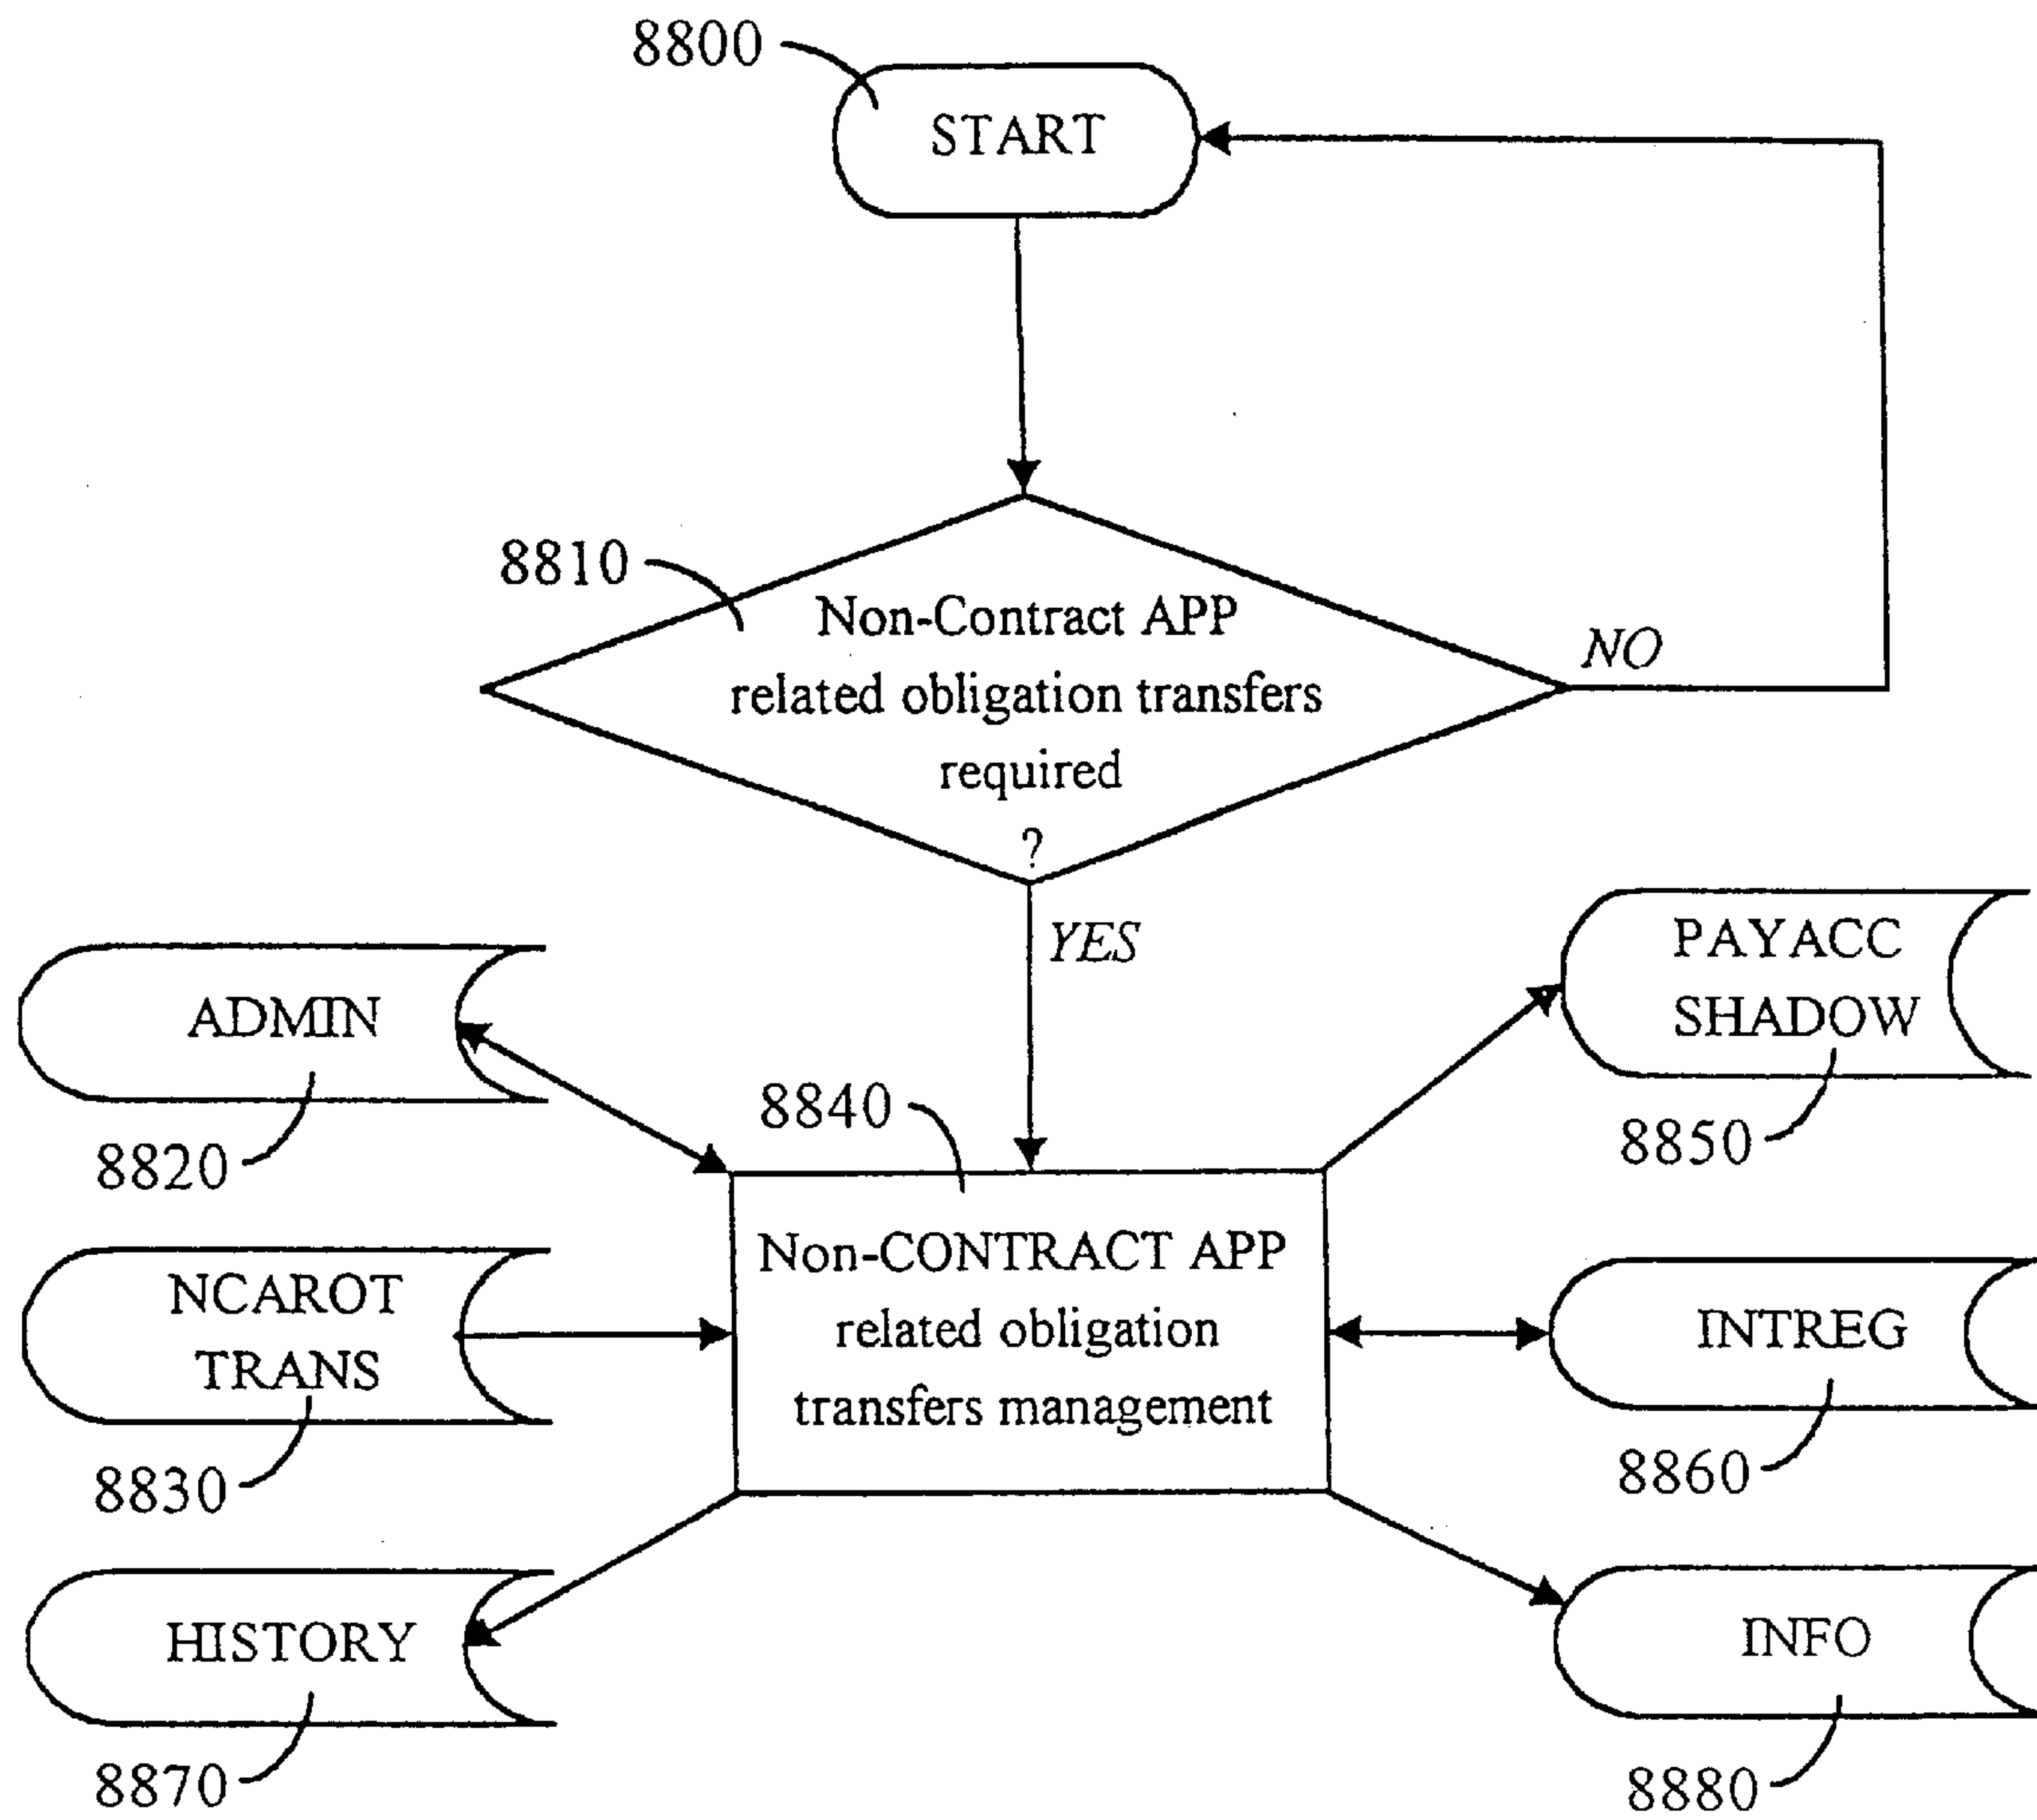 8800
START
8810
Non-Contract APP
related obligation transfers
required
?
NO
YES
ADMIN
8820
PAYACC
SHADOW
8850
8840
Non-CONTRACT APP
related obligation
transfers management
NCAROT
TRANS
8830
INTREG
8860
HISTORY
8870
INFO
8880